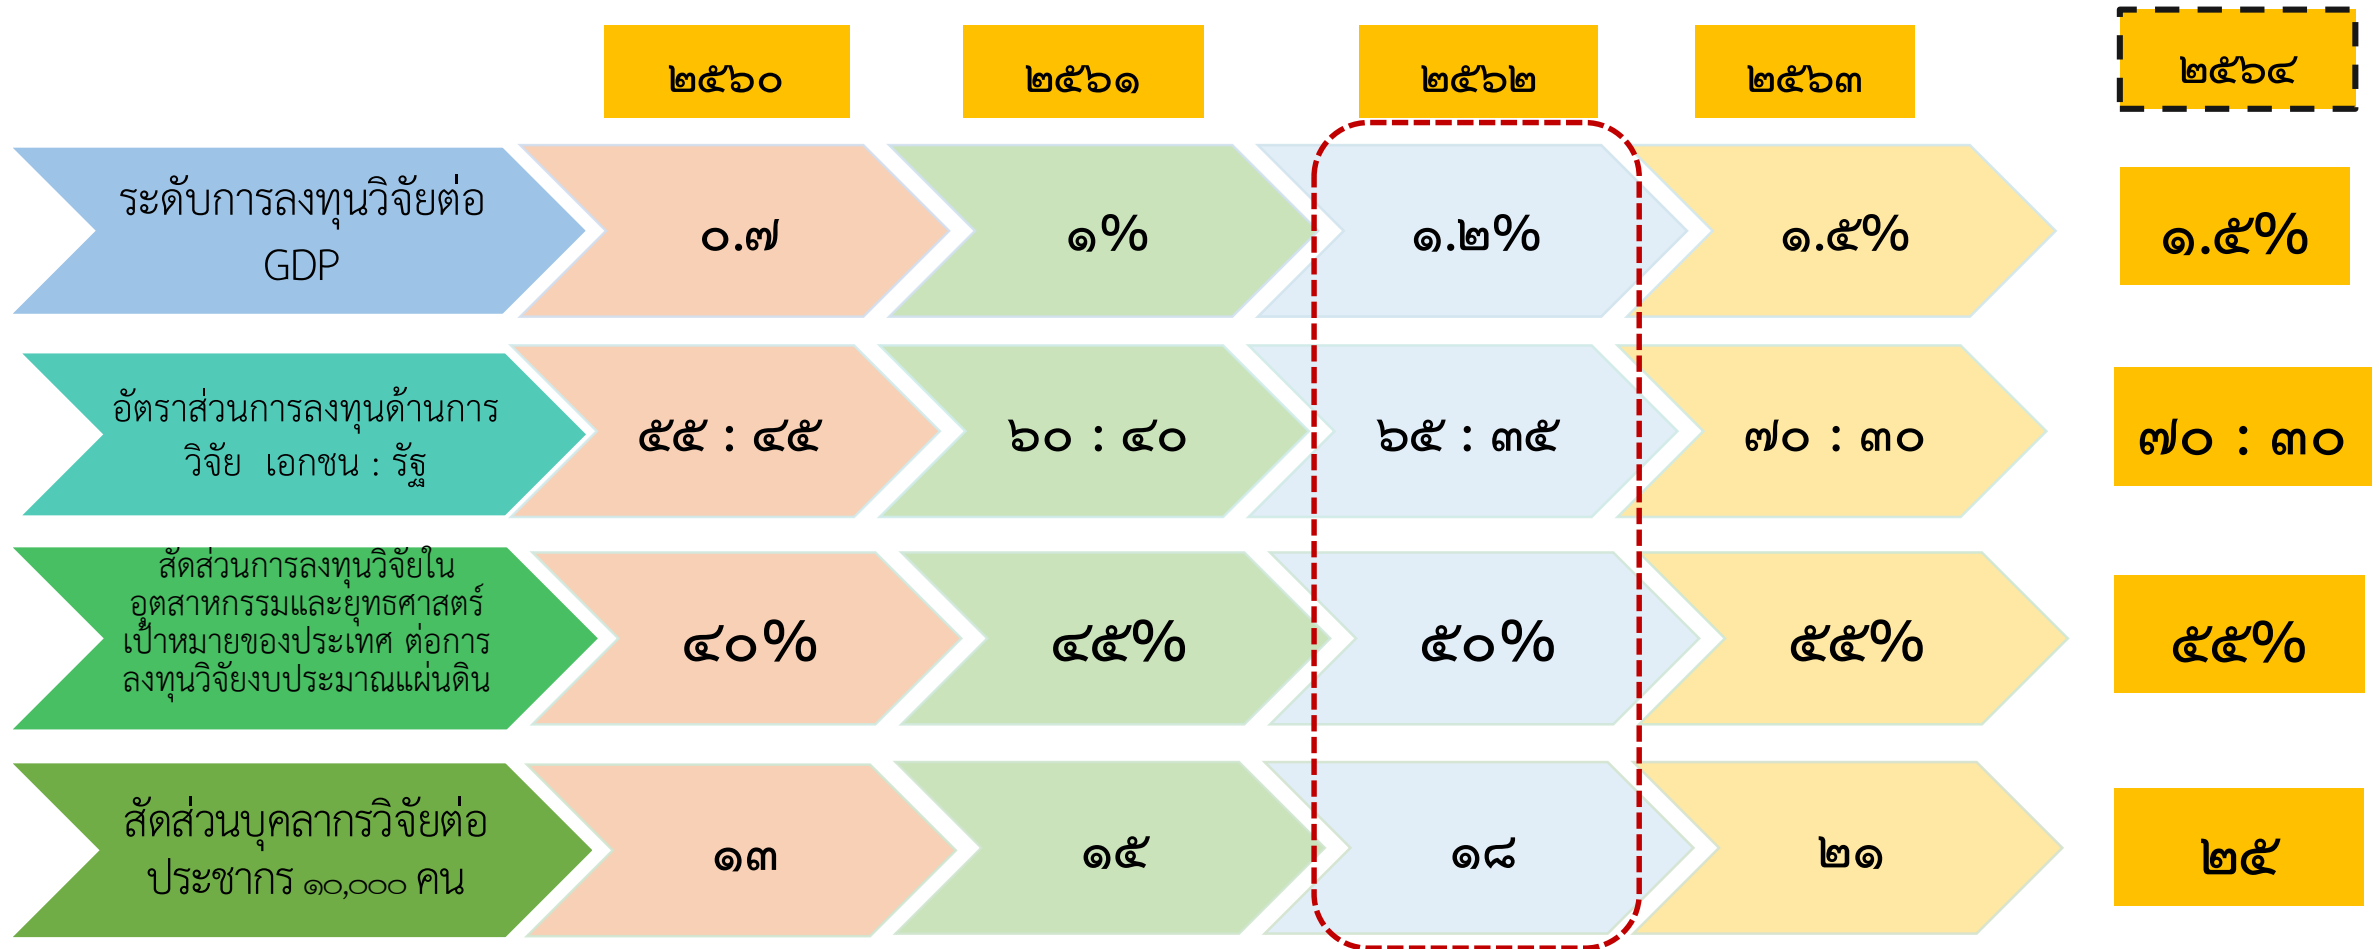 ๒๕๖๐ ๒๕๖๑ ๒๕๖๒ ๒๕๖๓ ๒๕๖๔
ระดับการลงทุนวิจัยต่อ
GDP
๐.๗ ๑% ๑.๒% ๑.๕% ๑.๕%
อัตราส่วนการลงทุนด้านการ
วิจัย เอกชน : รัฐ
๕๕ : ๔๕ ๖๐ : ๔๐ ๖๕ : ๓๕ ๗๐ : ๓๐ ๗๐ : ๓๐
สัดส่วนการลงทุนวิจัยใน
อุตสาหกรรมและยุทธศาสตร์
เป้าหมายของประเทศ ต่อการ
ลงทุนวิจัยงบประมาณแผ่นดิน
๔๐% ๔๕% ๕๐% ๕๕% ๕๕%
สัดส่วนบุคลากรวิจัยต่อ
ประชากร ๑๐,๐๐๐ คน
๑๓ ๑๕ ๑๘ ๒๑ ๒๕